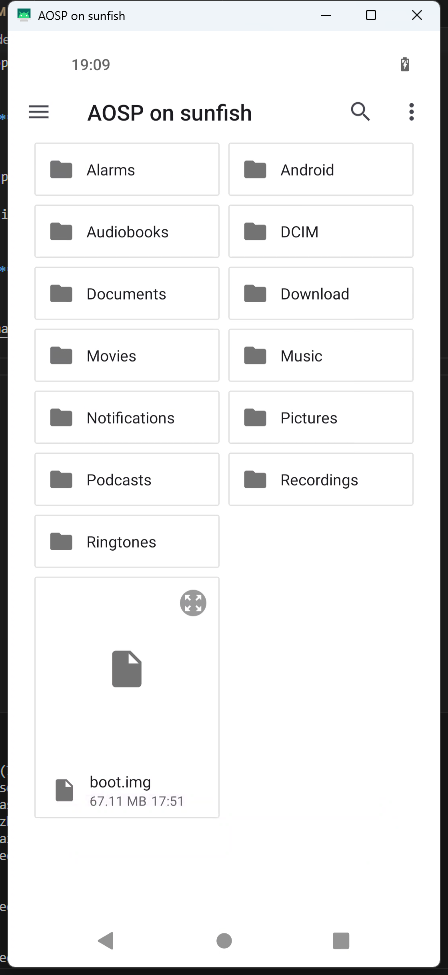 AOSP on sunfish
19:09
AOSP on sunfish
Alarms
Android
Audiobooks
DCIM
Documents
Download
Movies
Music
Notifications
Pictures
Podcasts
Recordings
Ringtones
boot.img
67.11 MB 17:51